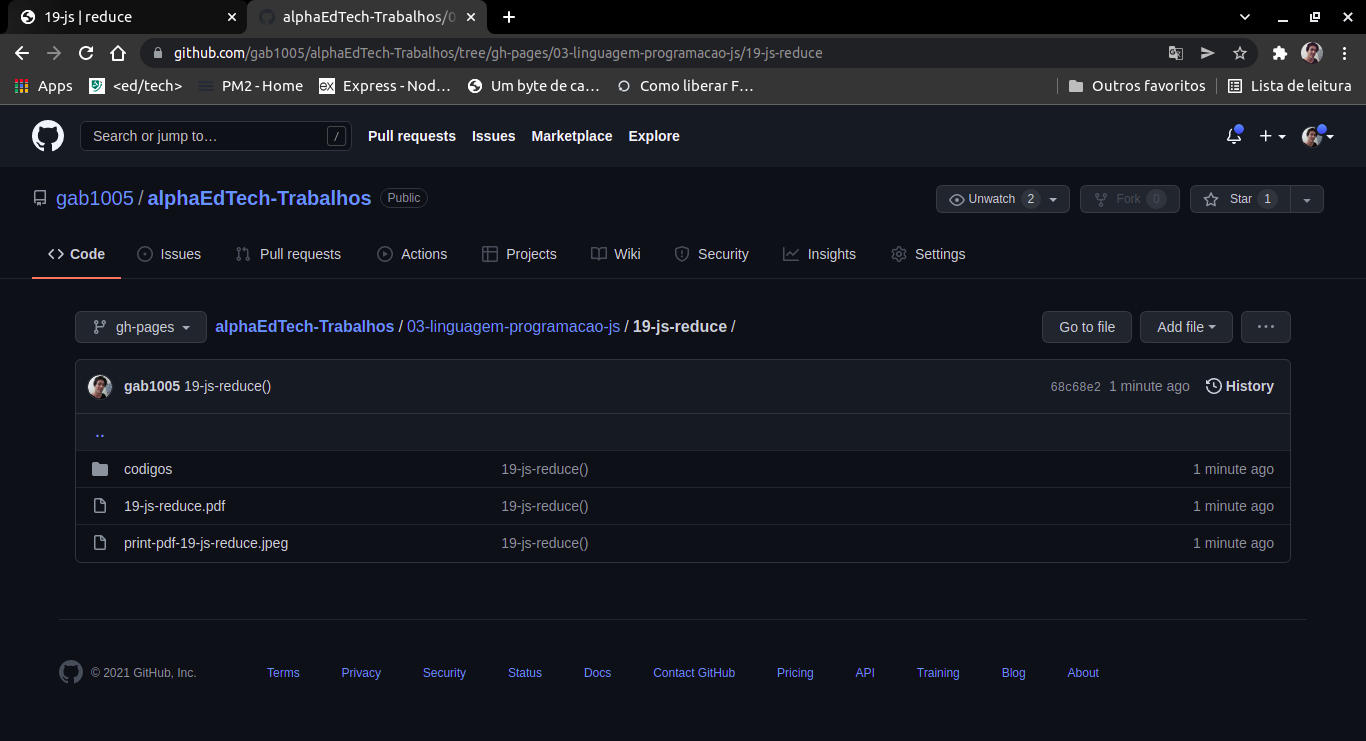 19-js | reduce
alphaEdTech-Trabalhos/0
github.com/gab1005/alphaEdTech-Trabalhos/tree/gh-pages/03-linguagem-programacao-js/19-js-reduce
Apps <ed/tech> PM2 - Home ex Express - Nod… Um byte de ca… Como liberar F… Outros favoritos Lista de leitura
Search or jump to… / Pull requests Issues Marketplace Explore
gab1005 / alphaEdTech-Trabalhos Public Unwatch 2 Fork 0 Star 1
Code Issues Pull requests Actions Projects Wiki Security Insights Settings
gh-pages alphaEdTech-Trabalhos / 03-linguagem-programacao-js / 19-js-reduce / Go to file Add file ···
gab1005 19-js-reduce() 68c68e2 1 minute ago History
..
codigos 19-js-reduce() 1 minute ago
19-js-reduce.pdf 19-js-reduce() 1 minute ago
print-pdf-19-js-reduce.jpeg 19-js-reduce() 1 minute ago
© 2021 GitHub, Inc. Terms Privacy Security Status Docs Contact GitHub Pricing API Training Blog About